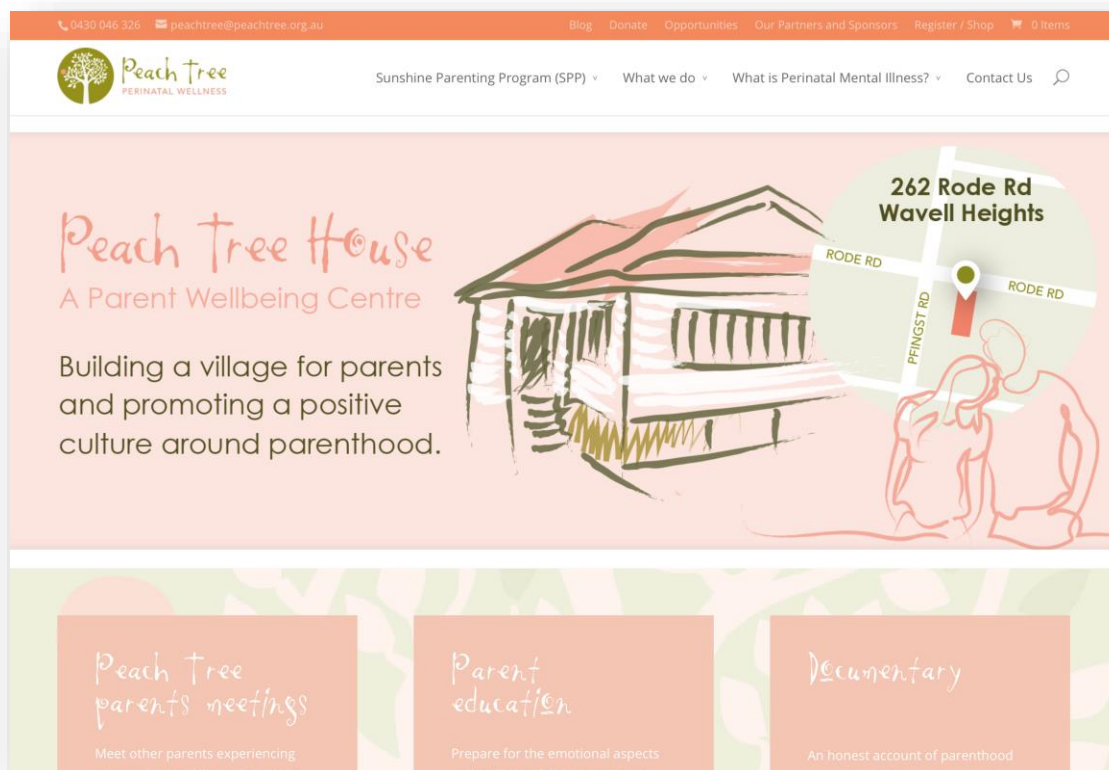 0430 046 326 peachtree@peachtree.org.au Blog Donate Opportunities Our Partners and Sponsors Register / Shop 0 Items
Peach Tree
PERINATAL WELLNESS
Sunshine Parenting Program (SPP) What we do What is Perinatal Mental Illness? Contact Us
Peach Tree House
A Parent Wellbeing Centre
Building a village for parents
and promoting a positive
culture around parenthood.
262 Rode Rd
Wavell Heights
RODE RD
RODE RD
PFINGST RD
Peach Tree
parents meetings
Meet other parents experiencing
Parent
education
Prepare for the emotional aspects
Documentary
An honest account of parenthood